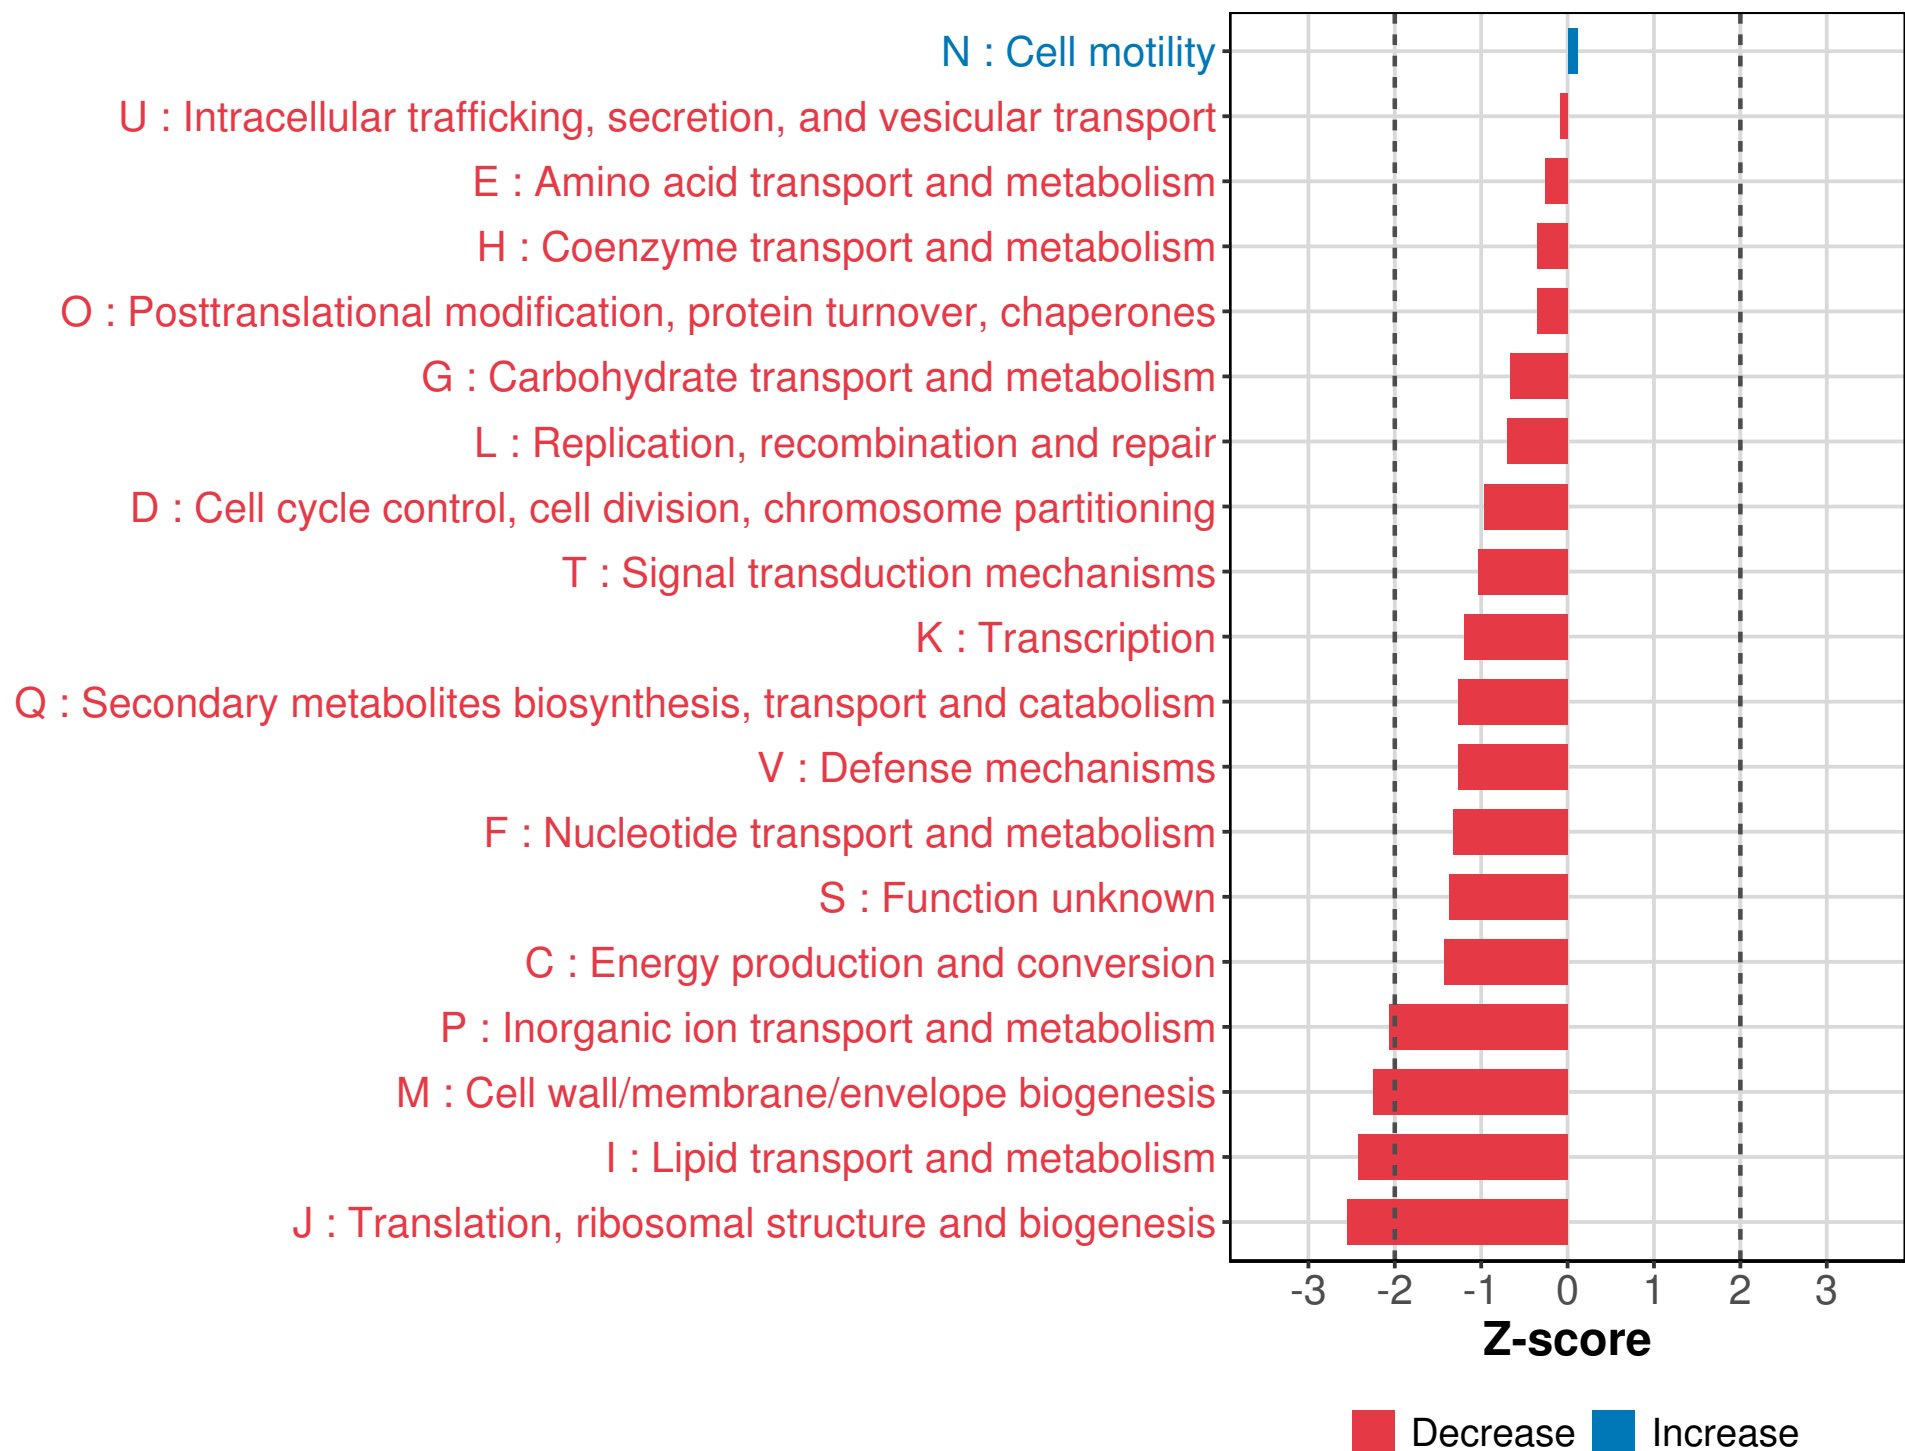 N : Cell motility
U : Intracellular trafficking, secretion, and vesicular transport
E : Amino acid transport and metabolism
H : Coenzyme transport and metabolism
O : Posttranslational modification, protein turnover, chaperones
G : Carbohydrate transport and metabolism
L : Replication, recombination and repair
D : Cell cycle control, cell division, chromosome partitioning
T : Signal transduction mechanisms
K : Transcription
Q : Secondary metabolites biosynthesis, transport and catabolism
V : Defense mechanisms
F : Nucleotide transport and metabolism
S : Function unknown
C : Energy production and conversion
P : Inorganic ion transport and metabolism
M : Cell wall/membrane/envelope biogenesis
I : Lipid transport and metabolism
J : Translation, ribosomal structure and biogenesis
-3 -2 -1 0 1 2 3
Z-score
Decrease Increase